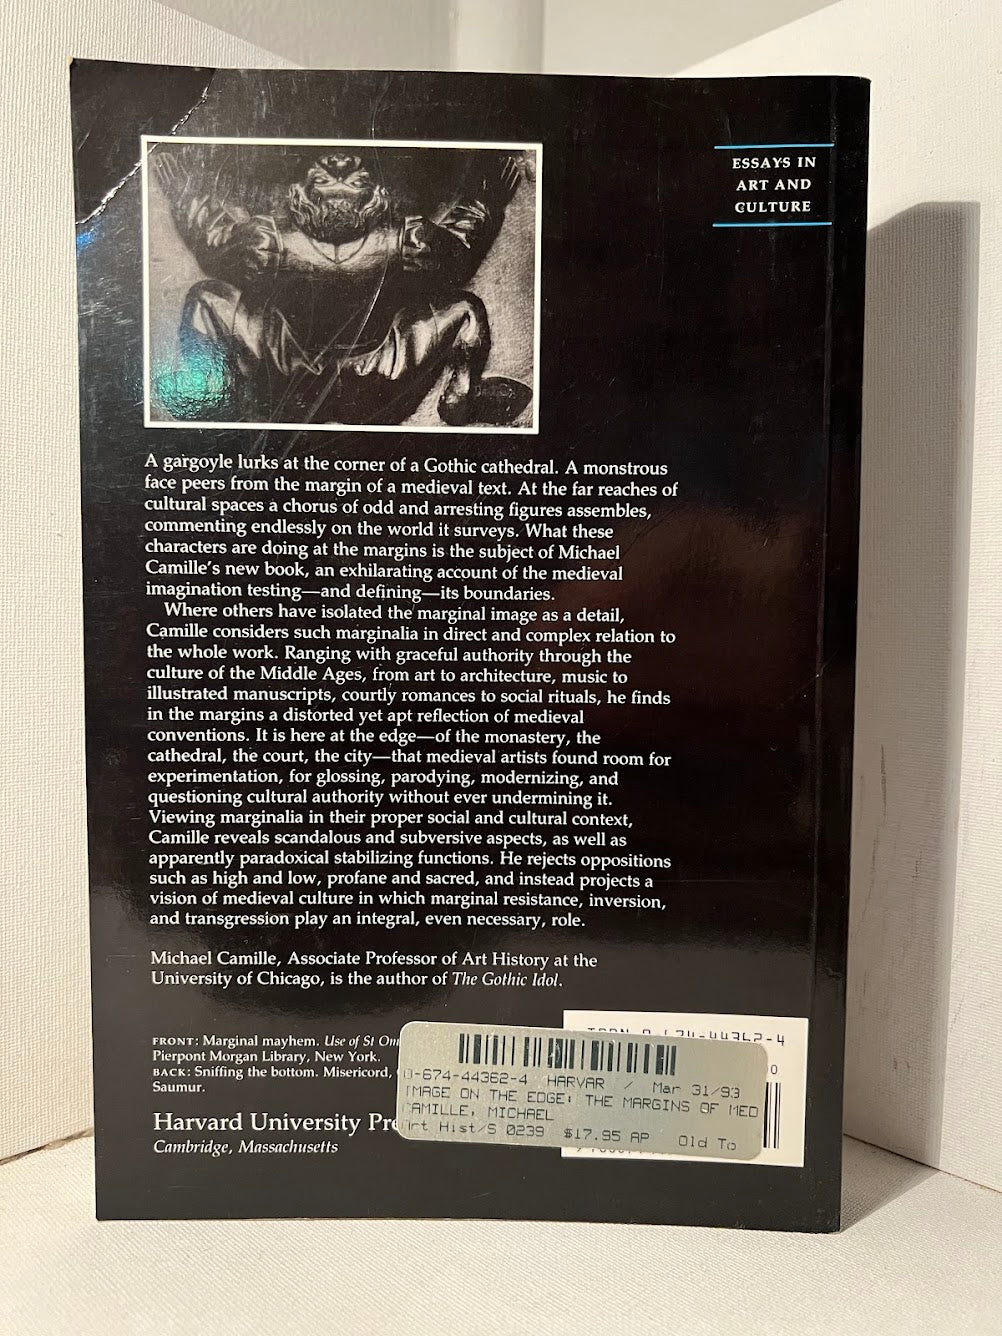 ESSAYS IN
ART AND
CULTURE
A gargoyle lurks at the corner of a Gothic cathedral. A monstrous
face peers from the margin of a medieval text. At the far reaches of
cultural spaces a chorus of odd and arresting figures assembles,
commenting endlessly on the world it surveys. What these
characters are doing at the margins is the subject of Michael
Camille's new book, an exhilarating account of the medieval
imagination testing—and defining—its boundaries.
Where others have isolated the marginal image as a detail,
Camille considers such marginalia in direct and complex relation to
the whole work. Ranging with graceful authority through the
culture of the Middle Ages, from art to architecture, music to
illustrated manuscripts, courtly romances to social rituals, he finds
in the margins a distorted yet apt reflection of medieval
conventions. It is here at the edge—of the monastery, the
cathedral, the court, the city—that medieval artists found room for
experimentation, for glossing, parodying, modernizing, and
questioning cultural authority without ever undermining it.
Viewing marginalia in their proper social and cultural context,
Camille reveals scandalous and subversive aspects, as well as
apparently paradoxical stabilizing functions. He rejects oppositions
such as high and low, profane and sacred, and instead projects a
vision of medieval culture in which marginal resistance, inversion,
and transgression play an integral, even necessary, role.
Michael Camille, Associate Professor of Art History at the
University of Chicago, is the author of The Gothic Idol.
FRONT: Marginal mayhem. Use of St Om
Pierpont Morgan Library, New York.
BACK: Sniffing the bottom. Misericord,
Saumur.
Harvard University Pre
Cambridge, Massachusetts
ISBN 0-674-44362-4
0-674-44362-4 HARVAR / Mar 31/93
IMAGE ON THE EDGE: THE MARGINS OF MED
CAMILLE, MICHAEL
Art Hist/S 0239 $17.95 AP Old To